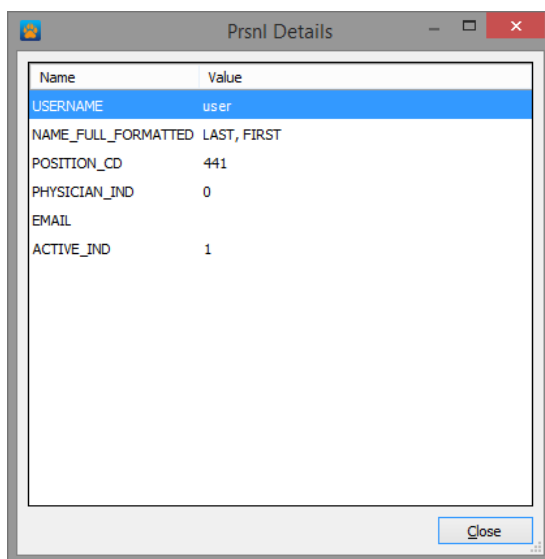 Prsnl Details
Name Value
USERNAME user
NAME_FULL_FORMATTED LAST, FIRST
POSITION_CD 441
PHYSICIAN_IND 0
EMAIL
ACTIVE_IND 1
Close